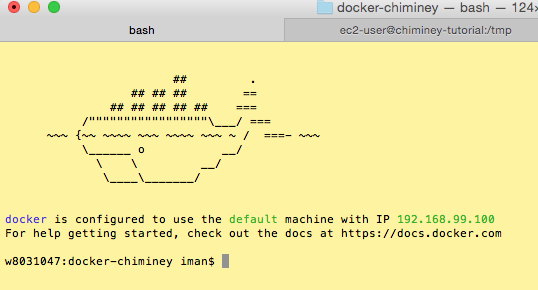 docker-chiminey — bash — 124×
bash
ec2-user@chiminey-tutorial:/tmp
## .
## ## ## ==
## ## ## ## ## ===
/"""""""""""""""""\___/ ===
~~~ {~~ ~~~~ ~~~ ~~~~ ~~~ ~ / ===- ~~~
\______ o __/
\ \ __/
\____\_______/
docker is configured to use the default machine with IP 192.168.99.100
For help getting started, check out the docs at https://docs.docker.com
w8031047:docker-chiminey iman$